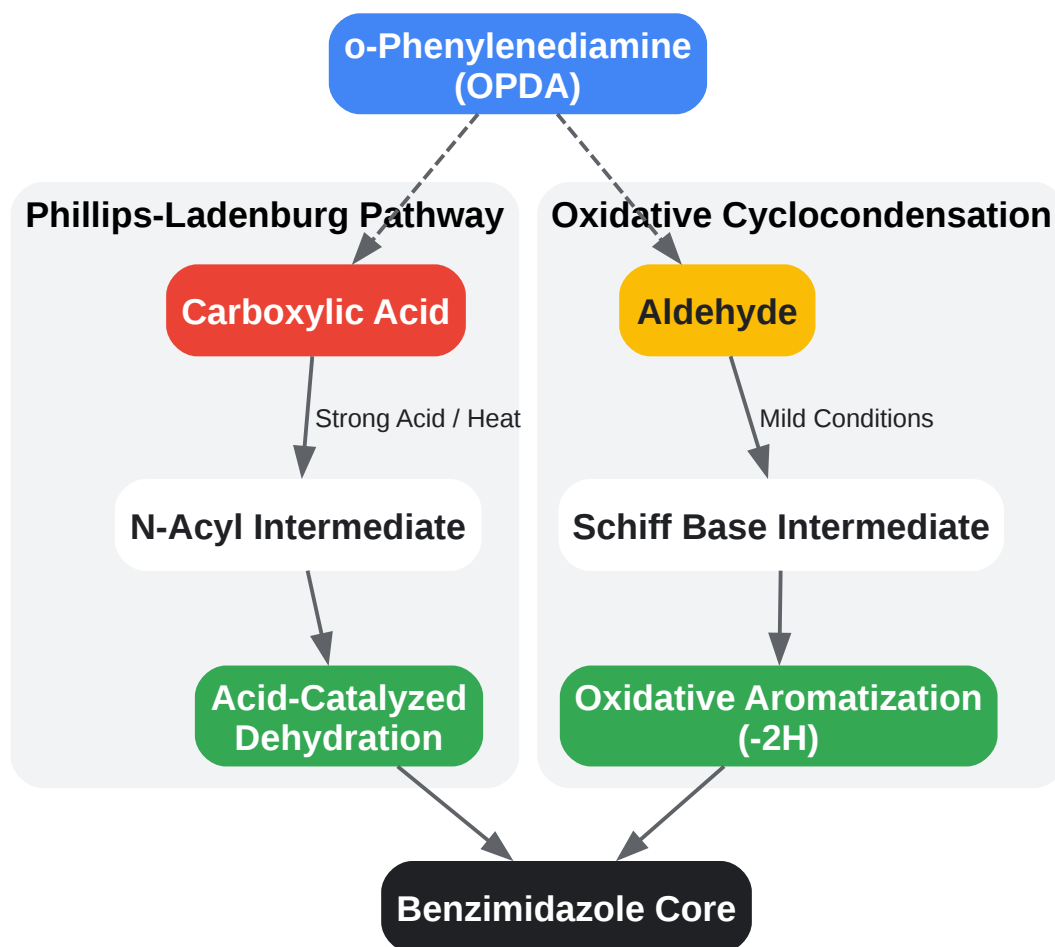 o-Phenylenediamine
(OPDA)
Phillips-Ladenburg Pathway
Oxidative Cyclocondensation
Carboxylic Acid
Aldehyde
Strong Acid / Heat
Mild Conditions
N-Acyl Intermediate
Schiff Base Intermediate
Acid-Catalyzed
Dehydration
Oxidative Aromatization
(-2H)
Benzimidazole Core